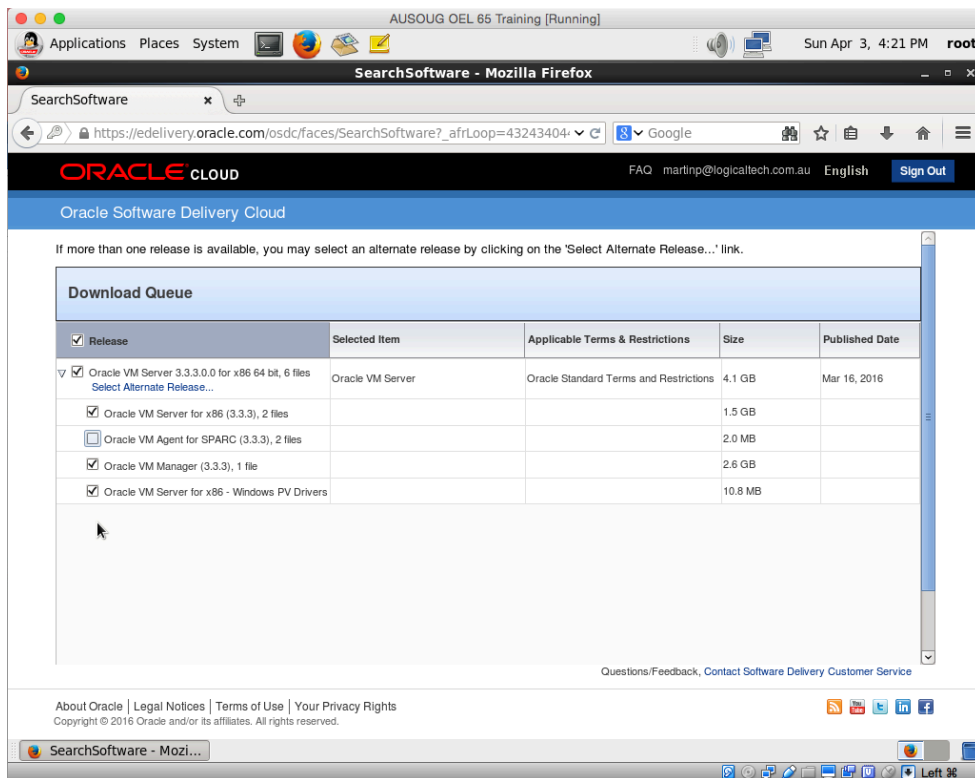 AUSOUG OEL 65 Training [Running]
Applications Places System Sun Apr 3, 4:21 PM root
SearchSoftware - Mozilla Firefox
SearchSoftware
https://edelivery.oracle.com/osdc/faces/SearchSoftware?_afrLoop=43243404 Google
ORACLE CLOUD FAQ martinp@logicaltech.com.au English Sign Out
Oracle Software Delivery Cloud
If more than one release is available, you may select an alternate release by clicking on the 'Select Alternate Release...' link.
Download Queue
Release Selected Item Applicable Terms & Restrictions Size Published Date
Oracle VM Server 3.3.3.0.0 for x86 64 bit, 6 files Oracle VM Server Oracle Standard Terms and Restrictions 4.1 GB Mar 16, 2016
Select Alternate Release...
Oracle VM Server for x86 (3.3.3), 2 files 1.5 GB
Oracle VM Agent for SPARC (3.3.3), 2 files 2.0 MB
Oracle VM Manager (3.3.3), 1 file 2.6 GB
Oracle VM Server for x86 - Windows PV Drivers 10.8 MB
Questions/Feedback, Contact Software Delivery Customer Service
About Oracle | Legal Notices | Terms of Use | Your Privacy Rights
Copyright © 2016 Oracle and/or its affiliates. All rights reserved.
SearchSoftware - Mozi...
Left ⌘